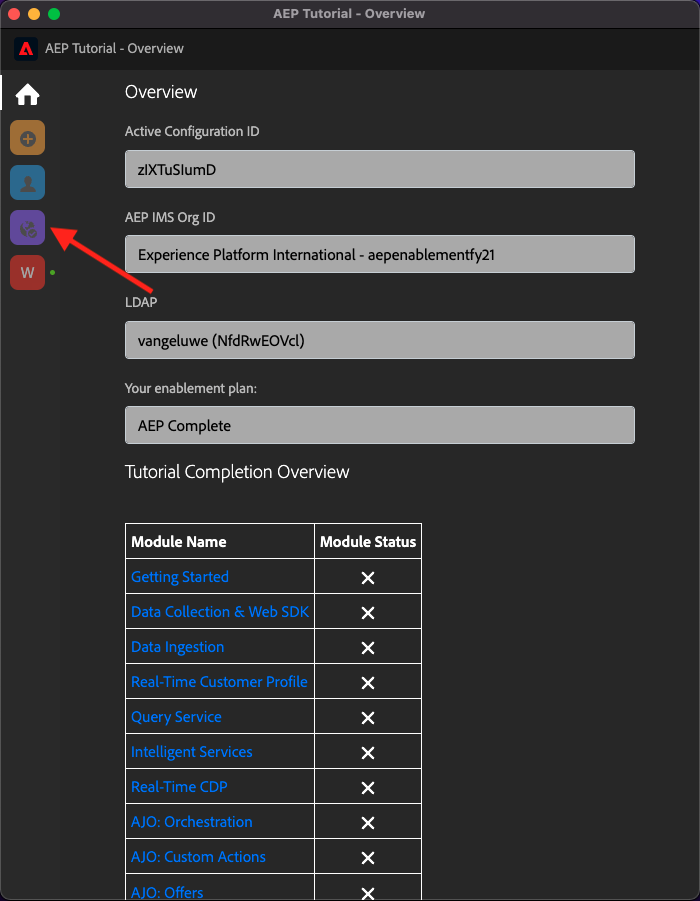 AEP Tutorial - Overview
AEP Tutorial - Overview
Overview
Active Configuration ID
zIXTuSIumD
AEP IMS Org ID
Experience Platform International - aepenablementfy21
LDAP
vangeluwe (NfdRwEOVcl)
Your enablement plan:
AEP Complete
W
Tutorial Completion Overview
Module Name Module Status
Getting Started
Data Collection & Web SDK
Data Ingestion
Real-Time Customer Profile
Query Service
Intelligent Services
Real-Time CDP
AJO: Orchestration
AJO: Custom Actions
AJO: Offers